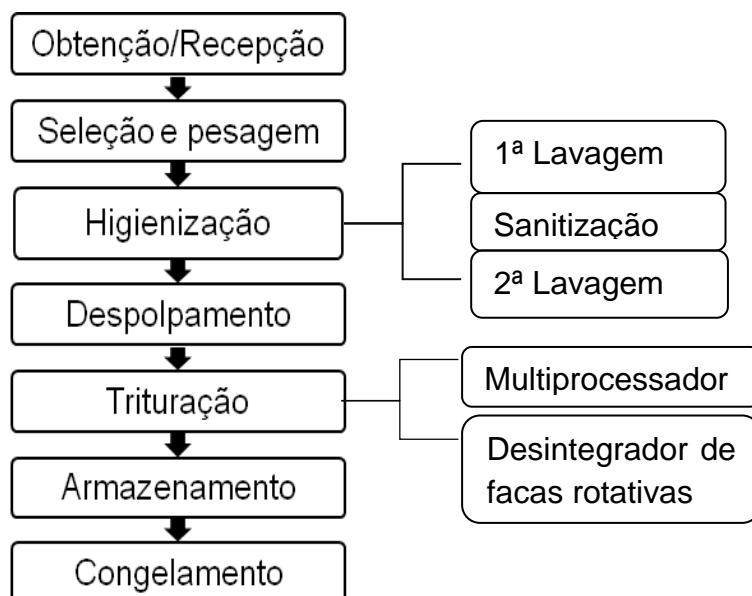 Obtenção/Recepção
Seleção e pesagem
Higienização
1ª Lavagem
Sanitização
2ª Lavagem
Despolpamento
Trituração
Multiprocessador
Desintegrador de
facas rotativas
Armazenamento
Congelamento